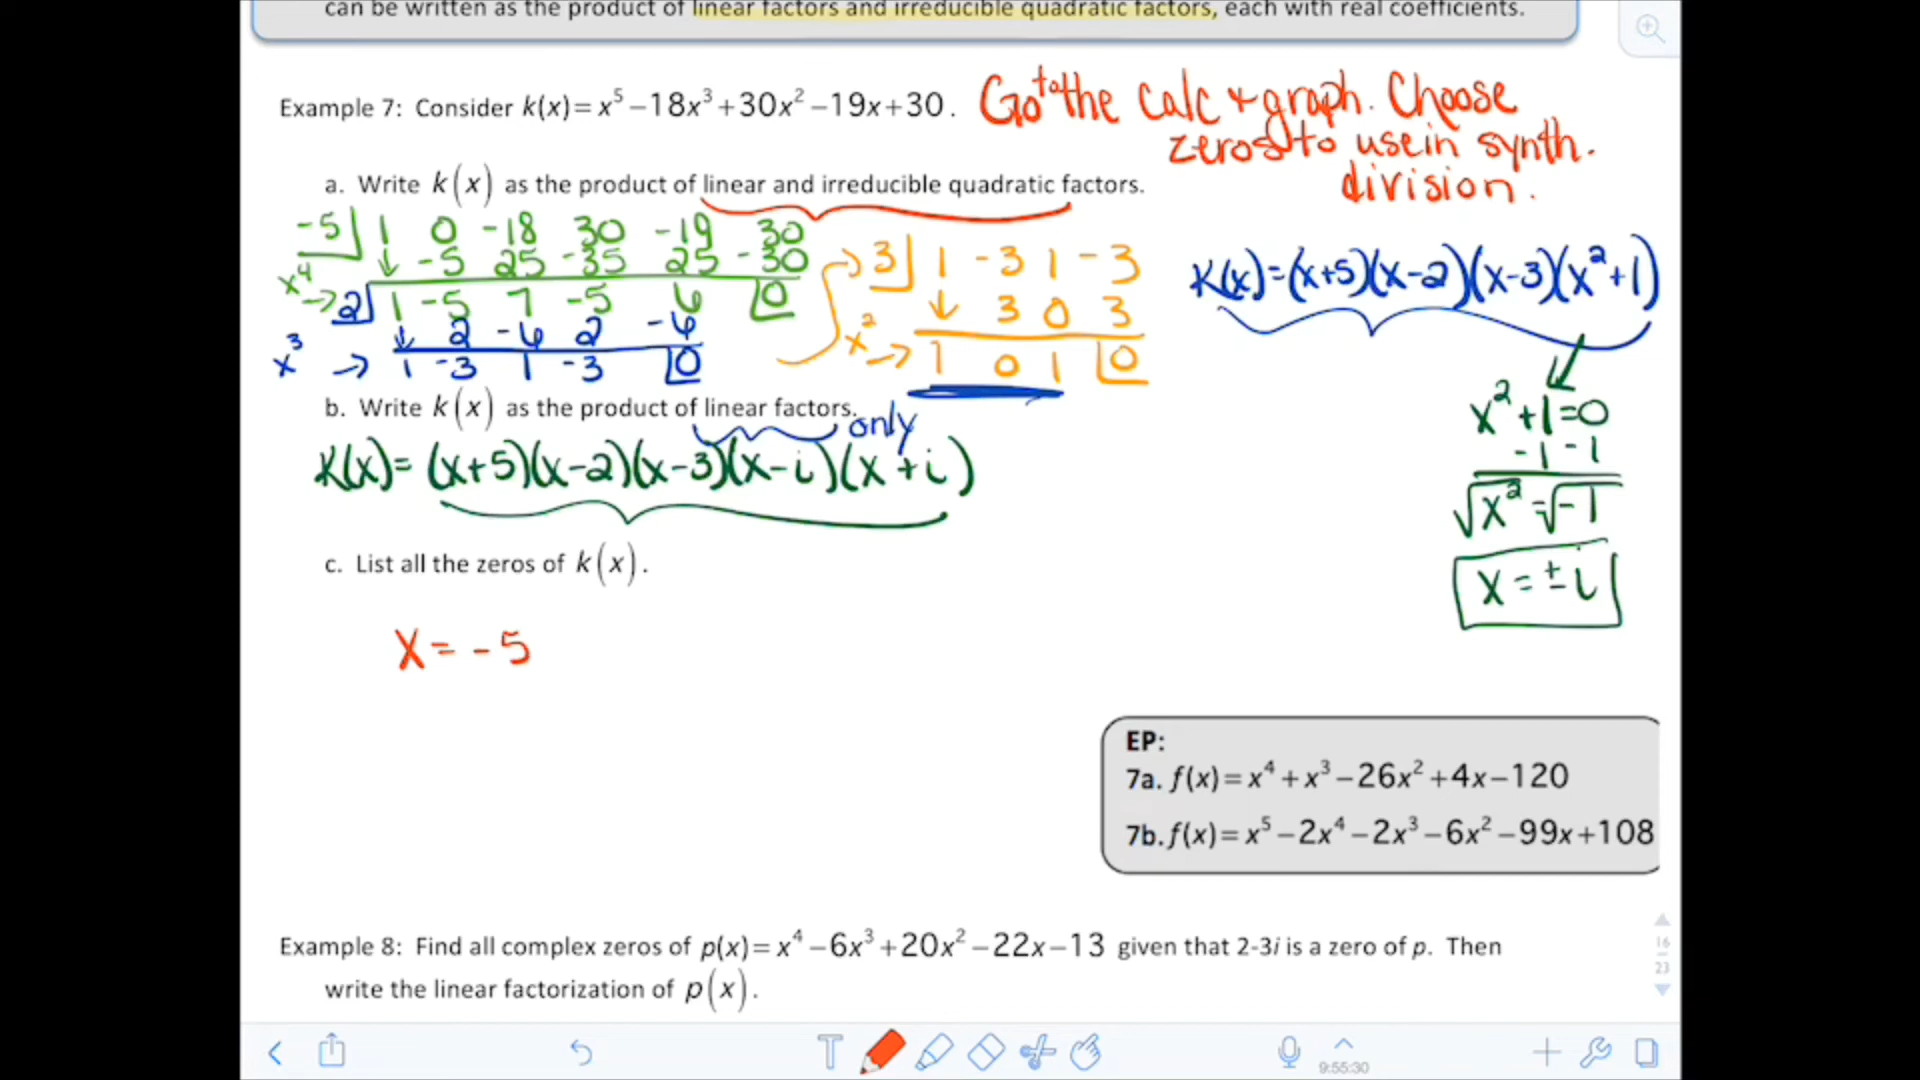 can be written as the product of linear factors and irreducible quadratic factors, each with real coefficients.
Example 7: Consider k(x)= x⁵ −18x³ +30x² −19x+30 .
Go to the calc + graph. Choose
zeros to use in synth.
division.
a. Write k(x) as the product of linear and irreducible quadratic factors.
-5 | 1 0 -18 30 -19 30
↓ -5 25 -35 25 -30
x⁴ → 2 | 1 -5 7 -5 6 | 0
↓ 2 -6 2 -6
x³ → 1 -3 1 -3 | 0
→ 3 | 1 -3 1 -3
↓ 3 0 3
x² → 1 0 1 | 0
K(x)=(x+5)(x-2)(x-3)(x²+1)
x²+1=0
-1 -1
√x² = √-1
x = ± i
b. Write k(x) as the product of linear factors.
only
K(x)= (x+5)(x-2)(x-3)(x-i)(x+i)
c. List all the zeros of k(x).
x = -5
EP:
7a. f(x)= x⁴ + x³ −26x² +4x−120
7b. f(x)= x⁵ −2x⁴ −2x³ −6x² −99x+108
Example 8: Find all complex zeros of p(x)= x⁴ −6x³ +20x² −22x−13 given that 2-3i is a zero of p. Then
write the linear factorization of p(x).
16
23
T
9:55:30